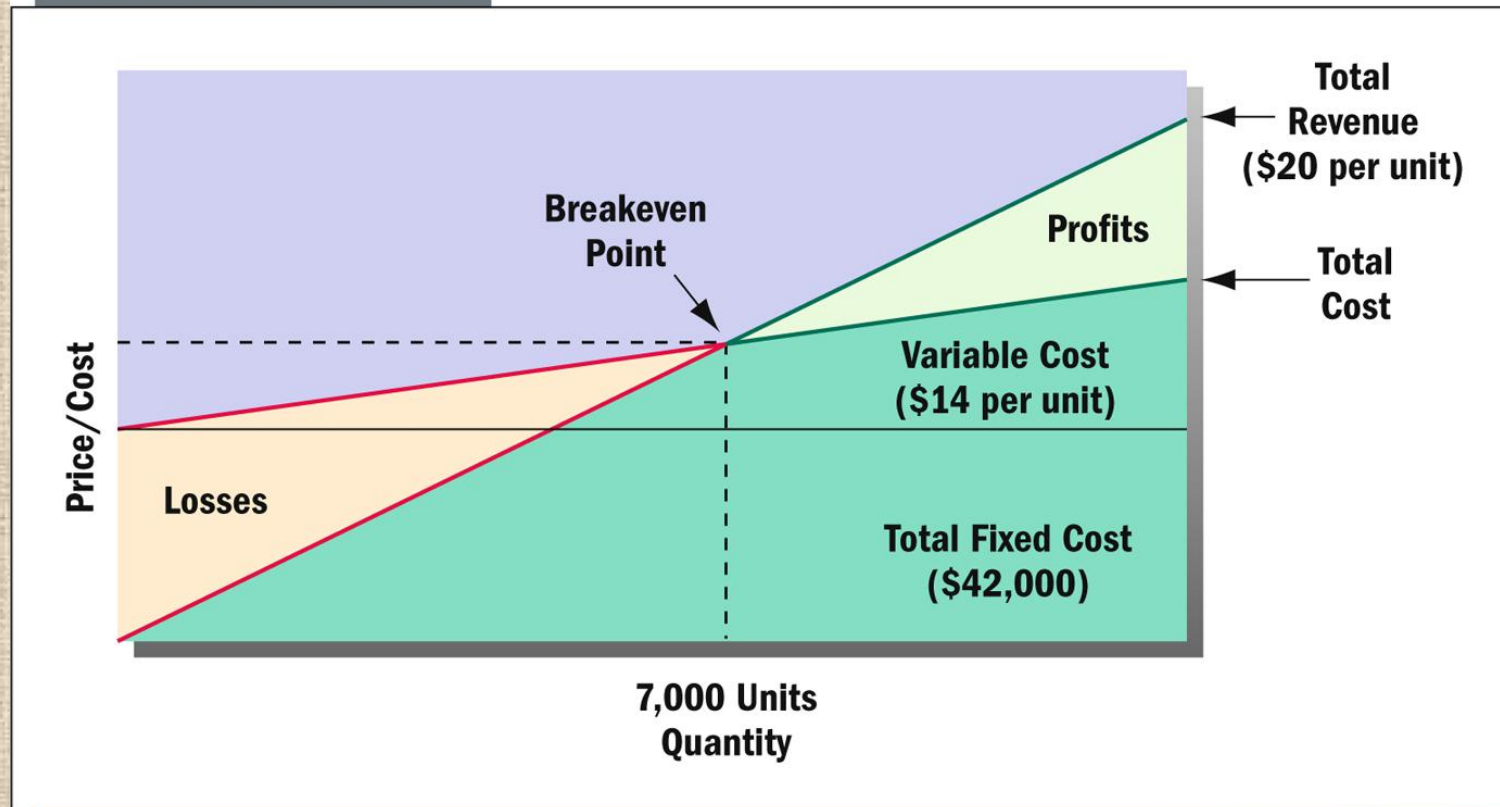 Total
Revenue
($20 per unit)
Breakeven
Point
Profits
Total
Cost
Variable Cost
($14 per unit)
Price/Cost
Losses
Total Fixed Cost
($42,000)
7,000 Units
Quantity